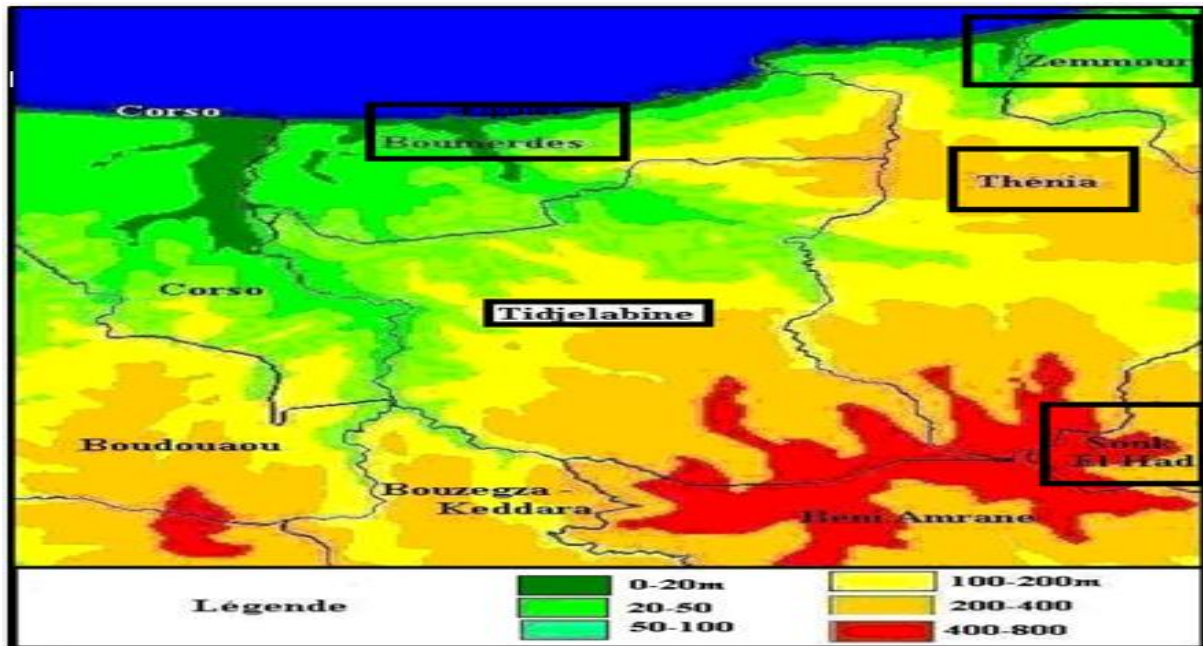 Zemmour
Corso
Boumerdes
Thénia
Corso
Tidjelabine
Boudouaou
Souk
El Had
Bouzegza -
Keddara
Beni Amrane
Légende
0-20m
20-50
50-100
100-200m
200-400
400-800